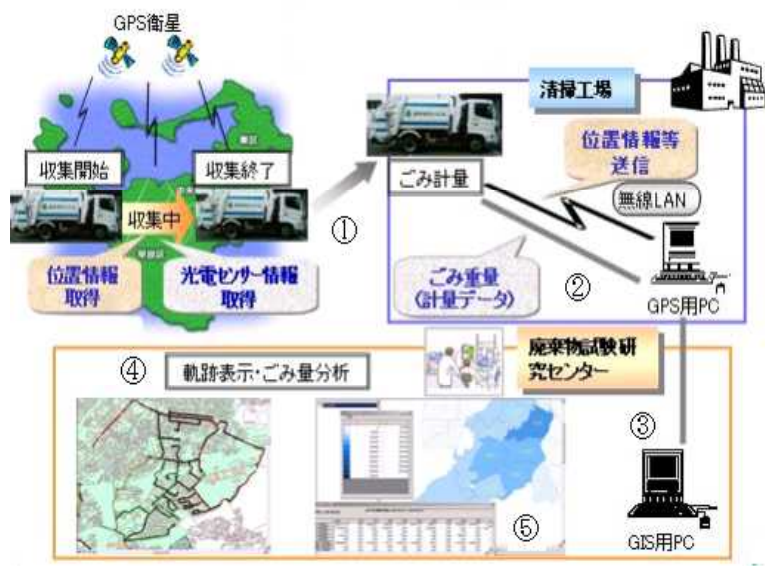 GPS衛星
収集開始
収集終了
収集中
位置情報
取得
光電センサー情報
取得
①
清掃工場
ごみ計量
位置情報等
送信
無線LAN
ごみ重量
(計量データ)
②
GPS用PC
廃棄物試験研
究センター
④
軌跡表示・ごみ量分析
③
⑤
GIS用PC